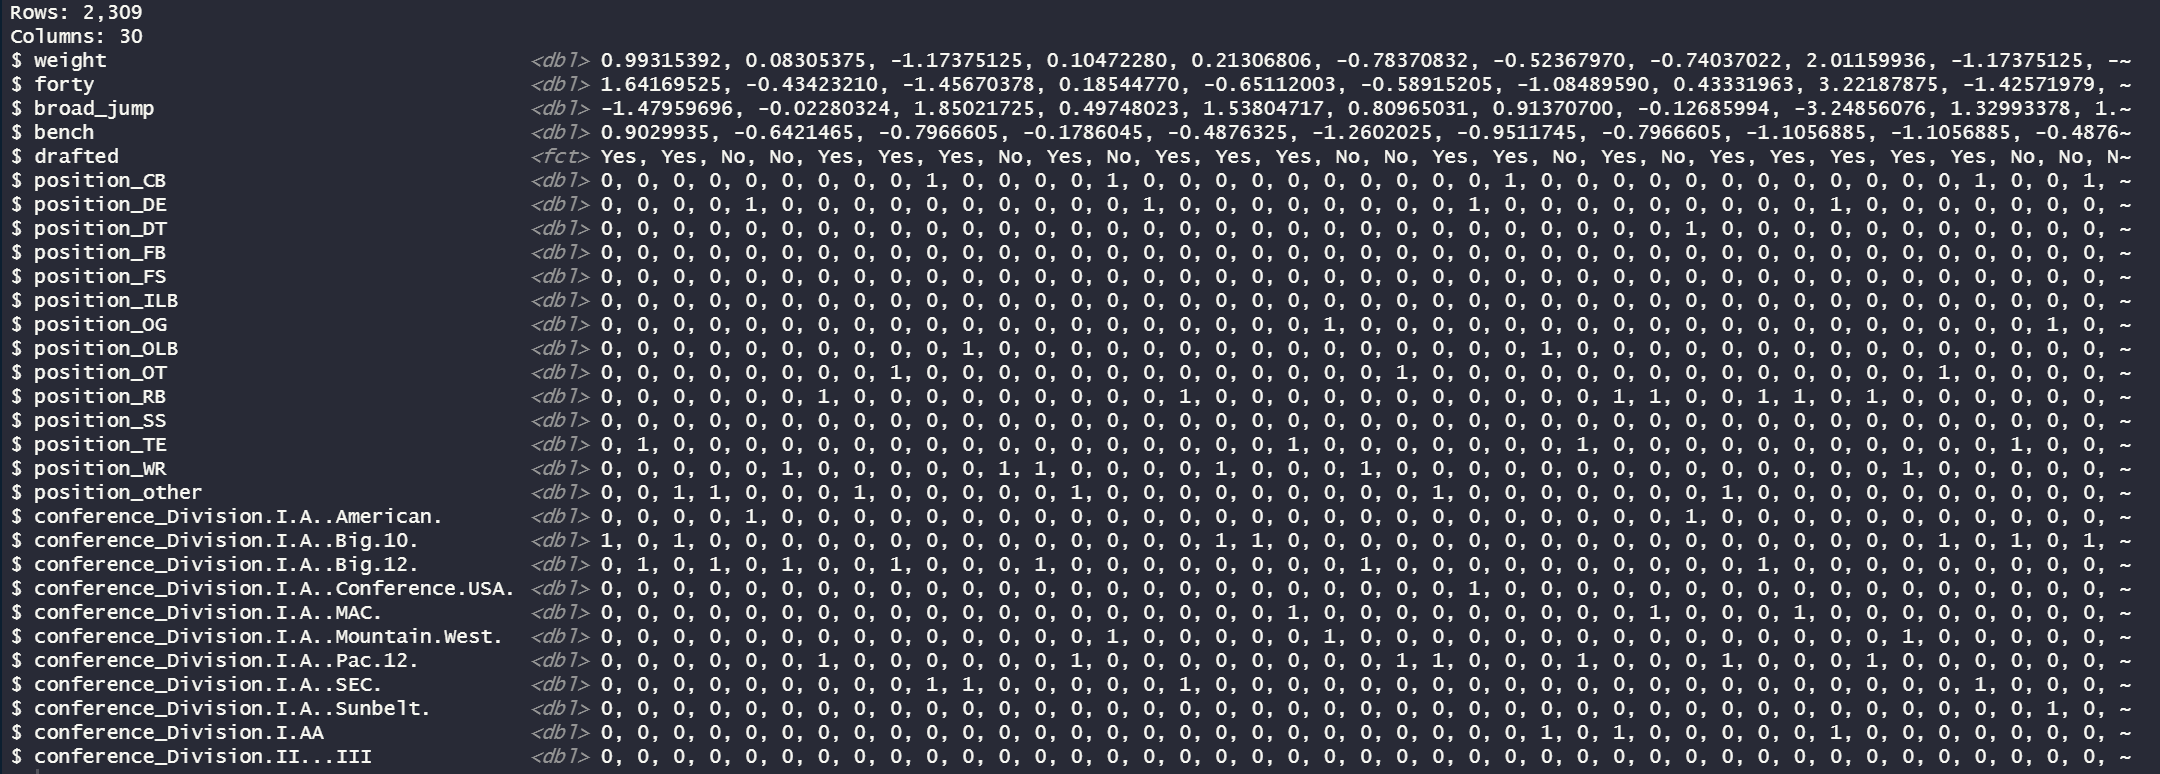 Rows: 2,309
Columns: 30
$ weight <dbl> 0.99315392, 0.08305375, -1.17375125, 0.10472280, 0.21306806, -0.78370832, -0.52367970, -0.74037022, 2.01159936, -1.17375125, -~
$ forty <dbl> 1.64169525, -0.43423210, -1.45670378, 0.18544770, -0.65112003, -0.58915205, -1.08489590, 0.43331963, 3.22187875, -1.42571979, ~
$ broad_jump <dbl> -1.47959696, -0.02280324, 1.85021725, 0.49748023, 1.53804717, 0.80965031, 0.91370700, -0.12685994, -3.24856076, 1.32993378, 1.~
$ bench <dbl> 0.9029935, -0.6421465, -0.7966605, -0.1786045, -0.4876325, -1.2602025, -0.9511745, -0.7966605, -1.1056885, -1.1056885, -0.4876~
$ drafted <fct> Yes, Yes, No, No, Yes, Yes, Yes, No, Yes, No, Yes, Yes, Yes, No, No, Yes, Yes, No, Yes, No, Yes, Yes, Yes, Yes, Yes, No, No, N~
$ position_CB <dbl> 0, 0, 0, 0, 0, 0, 0, 0, 0, 1, 0, 0, 0, 0, 1, 0, 0, 0, 0, 0, 0, 0, 0, 0, 0, 1, 0, 0, 0, 0, 0, 0, 0, 0, 0, 0, 0, 0, 1, 0, 0, 1, ~
$ position_DE <dbl> 0, 0, 0, 0, 1, 0, 0, 0, 0, 0, 0, 0, 0, 0, 0, 1, 0, 0, 0, 0, 0, 0, 0, 0, 1, 0, 0, 0, 0, 0, 0, 0, 0, 0, 1, 0, 0, 0, 0, 0, 0, 0, ~
$ position_DT <dbl> 0, 0, 0, 0, 0, 0, 0, 0, 0, 0, 0, 0, 0, 0, 0, 0, 0, 0, 0, 0, 0, 0, 0, 0, 0, 0, 0, 0, 0, 0, 1, 0, 0, 0, 0, 0, 0, 0, 0, 0, 0, 0, ~
$ position_FB <dbl> 0, 0, 0, 0, 0, 0, 0, 0, 0, 0, 0, 0, 0, 0, 0, 0, 0, 0, 0, 0, 0, 0, 0, 0, 0, 0, 0, 0, 0, 0, 0, 0, 0, 0, 0, 0, 0, 0, 0, 0, 0, 0, ~
$ position_FS <dbl> 0, 0, 0, 0, 0, 0, 0, 0, 0, 0, 0, 0, 0, 0, 0, 0, 0, 0, 0, 0, 0, 0, 0, 0, 0, 0, 0, 0, 0, 0, 0, 0, 0, 0, 0, 0, 0, 0, 0, 0, 0, 0, ~
$ position_ILB <dbl> 0, 0, 0, 0, 0, 0, 0, 0, 0, 0, 0, 0, 0, 0, 0, 0, 0, 0, 0, 0, 0, 0, 0, 0, 0, 0, 0, 0, 0, 0, 0, 0, 0, 0, 0, 0, 0, 0, 0, 0, 0, 0, ~
$ position_OG <dbl> 0, 0, 0, 0, 0, 0, 0, 0, 0, 0, 0, 0, 0, 0, 0, 0, 0, 0, 0, 0, 1, 0, 0, 0, 0, 0, 0, 0, 0, 0, 0, 0, 0, 0, 0, 0, 0, 0, 0, 0, 1, 0, ~
$ position_OLB <dbl> 0, 0, 0, 0, 0, 0, 0, 0, 0, 0, 1, 0, 0, 0, 0, 0, 0, 0, 0, 0, 0, 0, 0, 0, 0, 0, 1, 0, 0, 0, 0, 0, 0, 0, 0, 0, 0, 0, 0, 0, 0, 0, ~
$ position_OT <dbl> 0, 0, 0, 0, 0, 0, 0, 0, 1, 0, 0, 0, 0, 0, 0, 0, 0, 0, 0, 0, 0, 0, 1, 0, 0, 0, 0, 0, 0, 0, 0, 0, 0, 0, 0, 0, 0, 1, 0, 0, 0, 0, ~
$ position_RB <dbl> 0, 0, 0, 0, 0, 0, 1, 0, 0, 0, 0, 0, 0, 0, 0, 0, 1, 0, 0, 0, 0, 0, 0, 0, 0, 0, 0, 0, 1, 1, 0, 0, 1, 1, 0, 1, 0, 0, 0, 0, 0, 0, ~
$ position_SS <dbl> 0, 0, 0, 0, 0, 0, 0, 0, 0, 0, 0, 0, 0, 0, 0, 0, 0, 0, 0, 0, 0, 0, 0, 0, 0, 0, 0, 0, 0, 0, 0, 0, 0, 0, 0, 0, 0, 0, 0, 0, 0, 0, ~
$ position_TE <dbl> 0, 1, 0, 0, 0, 0, 0, 0, 0, 0, 0, 0, 0, 0, 0, 0, 0, 0, 0, 1, 0, 0, 0, 0, 0, 0, 0, 1, 0, 0, 0, 0, 0, 0, 0, 0, 0, 0, 0, 1, 0, 0, ~
$ position_WR <dbl> 0, 0, 0, 0, 0, 1, 0, 0, 0, 0, 0, 1, 1, 0, 0, 0, 0, 1, 0, 0, 0, 1, 0, 0, 0, 0, 0, 0, 0, 0, 0, 0, 0, 0, 0, 0, 1, 0, 0, 0, 0, 0, ~
$ position_other <dbl> 0, 0, 1, 1, 0, 0, 0, 1, 0, 0, 0, 0, 0, 1, 0, 0, 0, 0, 0, 0, 0, 0, 0, 1, 0, 0, 0, 0, 0, 0, 0, 1, 0, 0, 0, 0, 0, 0, 0, 0, 0, 0, ~
$ conference_Division.I.A..American. <dbl> 0, 0, 0, 0, 1, 0, 0, 0, 0, 0, 0, 0, 0, 0, 0, 0, 0, 0, 0, 0, 0, 0, 0, 0, 0, 0, 0, 0, 0, 0, 1, 0, 0, 0, 0, 0, 0, 0, 0, 0, 0, 0, ~
$ conference_Division.I.A..Big.10. <dbl> 1, 0, 1, 0, 0, 0, 0, 0, 0, 0, 0, 0, 0, 0, 0, 0, 0, 1, 1, 0, 0, 0, 0, 0, 0, 0, 0, 0, 0, 0, 0, 0, 0, 0, 0, 0, 0, 1, 0, 1, 0, 1, ~
$ conference_Division.I.A..Big.12. <dbl> 0, 1, 0, 1, 0, 1, 0, 0, 1, 0, 0, 0, 1, 0, 0, 0, 0, 0, 0, 0, 0, 1, 0, 0, 0, 0, 0, 0, 0, 0, 0, 0, 1, 0, 0, 0, 0, 0, 0, 0, 0, 0, ~
$ conference_Division.I.A..Conference.USA. <dbl> 0, 0, 0, 0, 0, 0, 0, 0, 0, 0, 0, 0, 0, 0, 0, 0, 0, 0, 0, 0, 0, 0, 0, 0, 1, 0, 0, 0, 0, 0, 0, 0, 0, 0, 0, 0, 0, 0, 0, 0, 0, 0, ~
$ conference_Division.I.A..MAC. <dbl> 0, 0, 0, 0, 0, 0, 0, 0, 0, 0, 0, 0, 0, 0, 0, 0, 0, 0, 0, 1, 0, 0, 0, 0, 0, 0, 0, 0, 0, 1, 0, 0, 0, 1, 0, 0, 0, 0, 0, 0, 0, 0, ~
$ conference_Division.I.A..Mountain.West. <dbl> 0, 0, 0, 0, 0, 0, 0, 0, 0, 0, 0, 0, 0, 0, 1, 0, 0, 0, 0, 0, 1, 0, 0, 0, 0, 0, 0, 0, 0, 0, 0, 0, 0, 0, 0, 0, 1, 0, 0, 0, 0, 0, ~
$ conference_Division.I.A..Pac.12. <dbl> 0, 0, 0, 0, 0, 0, 1, 0, 0, 0, 0, 0, 0, 1, 0, 0, 0, 0, 0, 0, 0, 0, 1, 1, 0, 0, 0, 1, 0, 0, 0, 1, 0, 0, 0, 1, 0, 0, 0, 0, 0, 0, ~
$ conference_Division.I.A..SEC. <dbl> 0, 0, 0, 0, 0, 0, 0, 0, 0, 1, 1, 0, 0, 0, 0, 0, 1, 0, 0, 0, 0, 0, 0, 0, 0, 0, 0, 0, 0, 0, 0, 0, 0, 0, 0, 0, 0, 0, 1, 0, 0, 0, ~
$ conference_Division.I.A..Sunbelt. <dbl> 0, 0, 0, 0, 0, 0, 0, 0, 0, 0, 0, 0, 0, 0, 0, 0, 0, 0, 0, 0, 0, 0, 0, 0, 0, 0, 0, 0, 0, 0, 0, 0, 0, 0, 0, 0, 0, 0, 0, 0, 1, 0, ~
$ conference_Division.I.AA <dbl> 0, 0, 0, 0, 0, 0, 0, 0, 0, 0, 0, 0, 0, 0, 0, 0, 0, 0, 0, 0, 0, 0, 0, 0, 0, 0, 1, 0, 1, 0, 0, 0, 0, 0, 1, 0, 0, 0, 0, 0, 0, 0, ~
$ conference_Division.II...III <dbl> 0, 0, 0, 0, 0, 0, 0, 0, 0, 0, 0, 0, 0, 0, 0, 0, 0, 0, 0, 0, 0, 0, 0, 0, 0, 0, 0, 0, 0, 0, 0, 0, 0, 0, 0, 0, 0, 0, 0, 0, 0, 0, ~